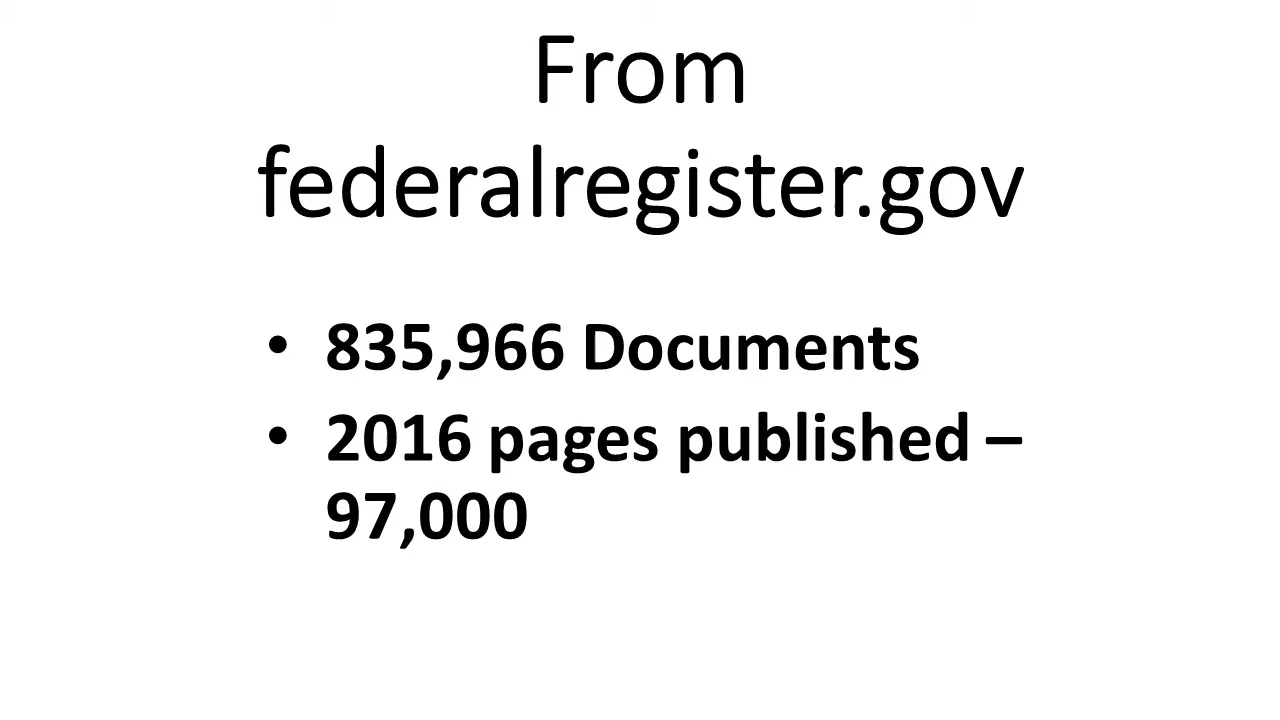 From
federalregister.gov
• 835,966 Documents
• 2016 pages published –
97,000